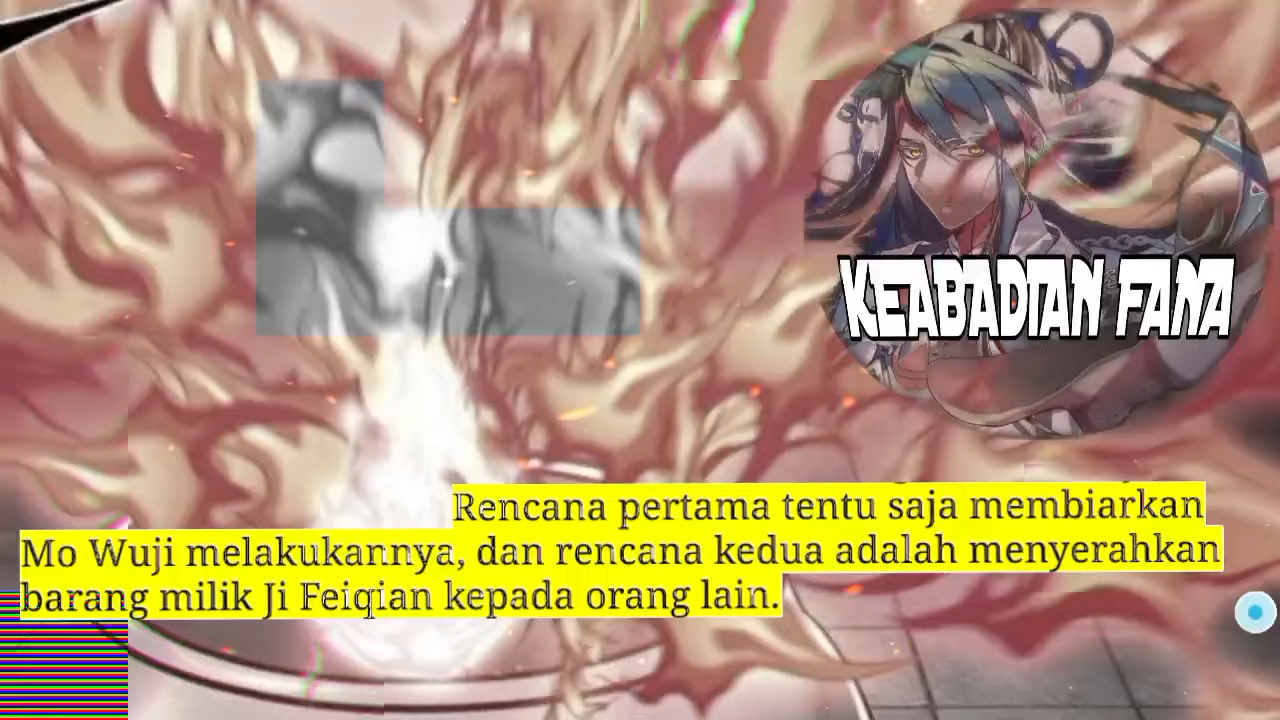 KEABADIAN FANA
Rencana pertama tentu saja membiarkan
Mo Wuji melakukannya, dan rencana kedua adalah menyerahkan
barang milik Ji Feiqian kepada orang lain.